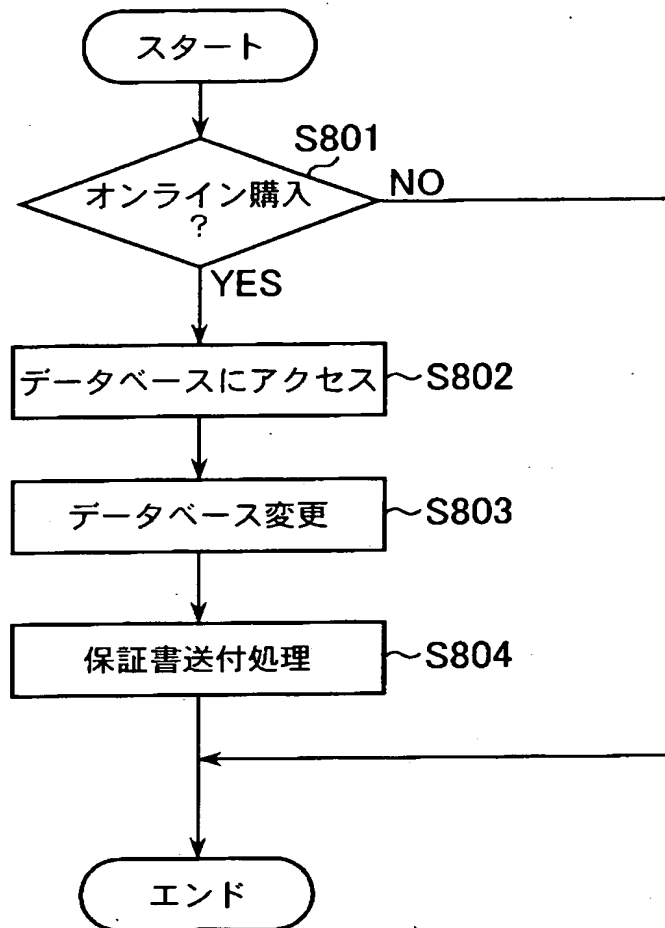 スタート
S801
オンライン購入
?
NO
YES
データベースにアクセス
S802
データベース変更
S803
保証書送付処理
S804
エンド